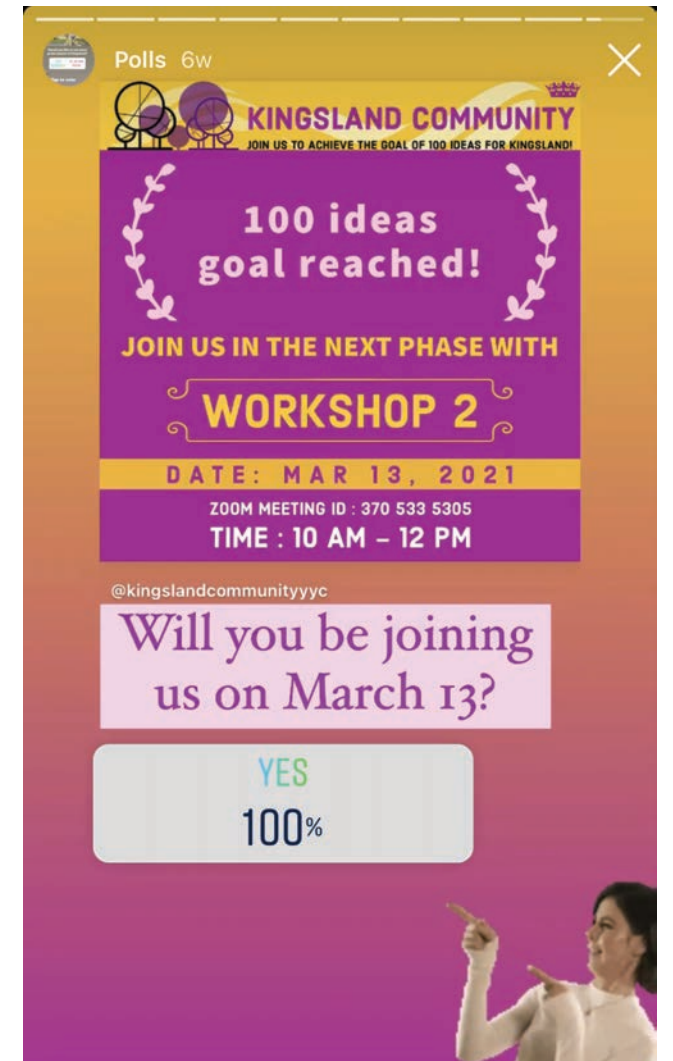 Polls 6w
KINGSLAND COMMUNITY
JOIN US TO ACHIEVE THE GOAL OF 100 IDEAS FOR KINGSLAND!
100 ideas
goal reached!
JOIN US IN THE NEXT PHASE WITH
WORKSHOP 2
DATE: MAR 13, 2021
ZOOM MEETING ID : 370 533 5305
TIME : 10 AM – 12 PM
@kingslandcommunityyyc
Will you be joining
us on March 13?
YES
100%